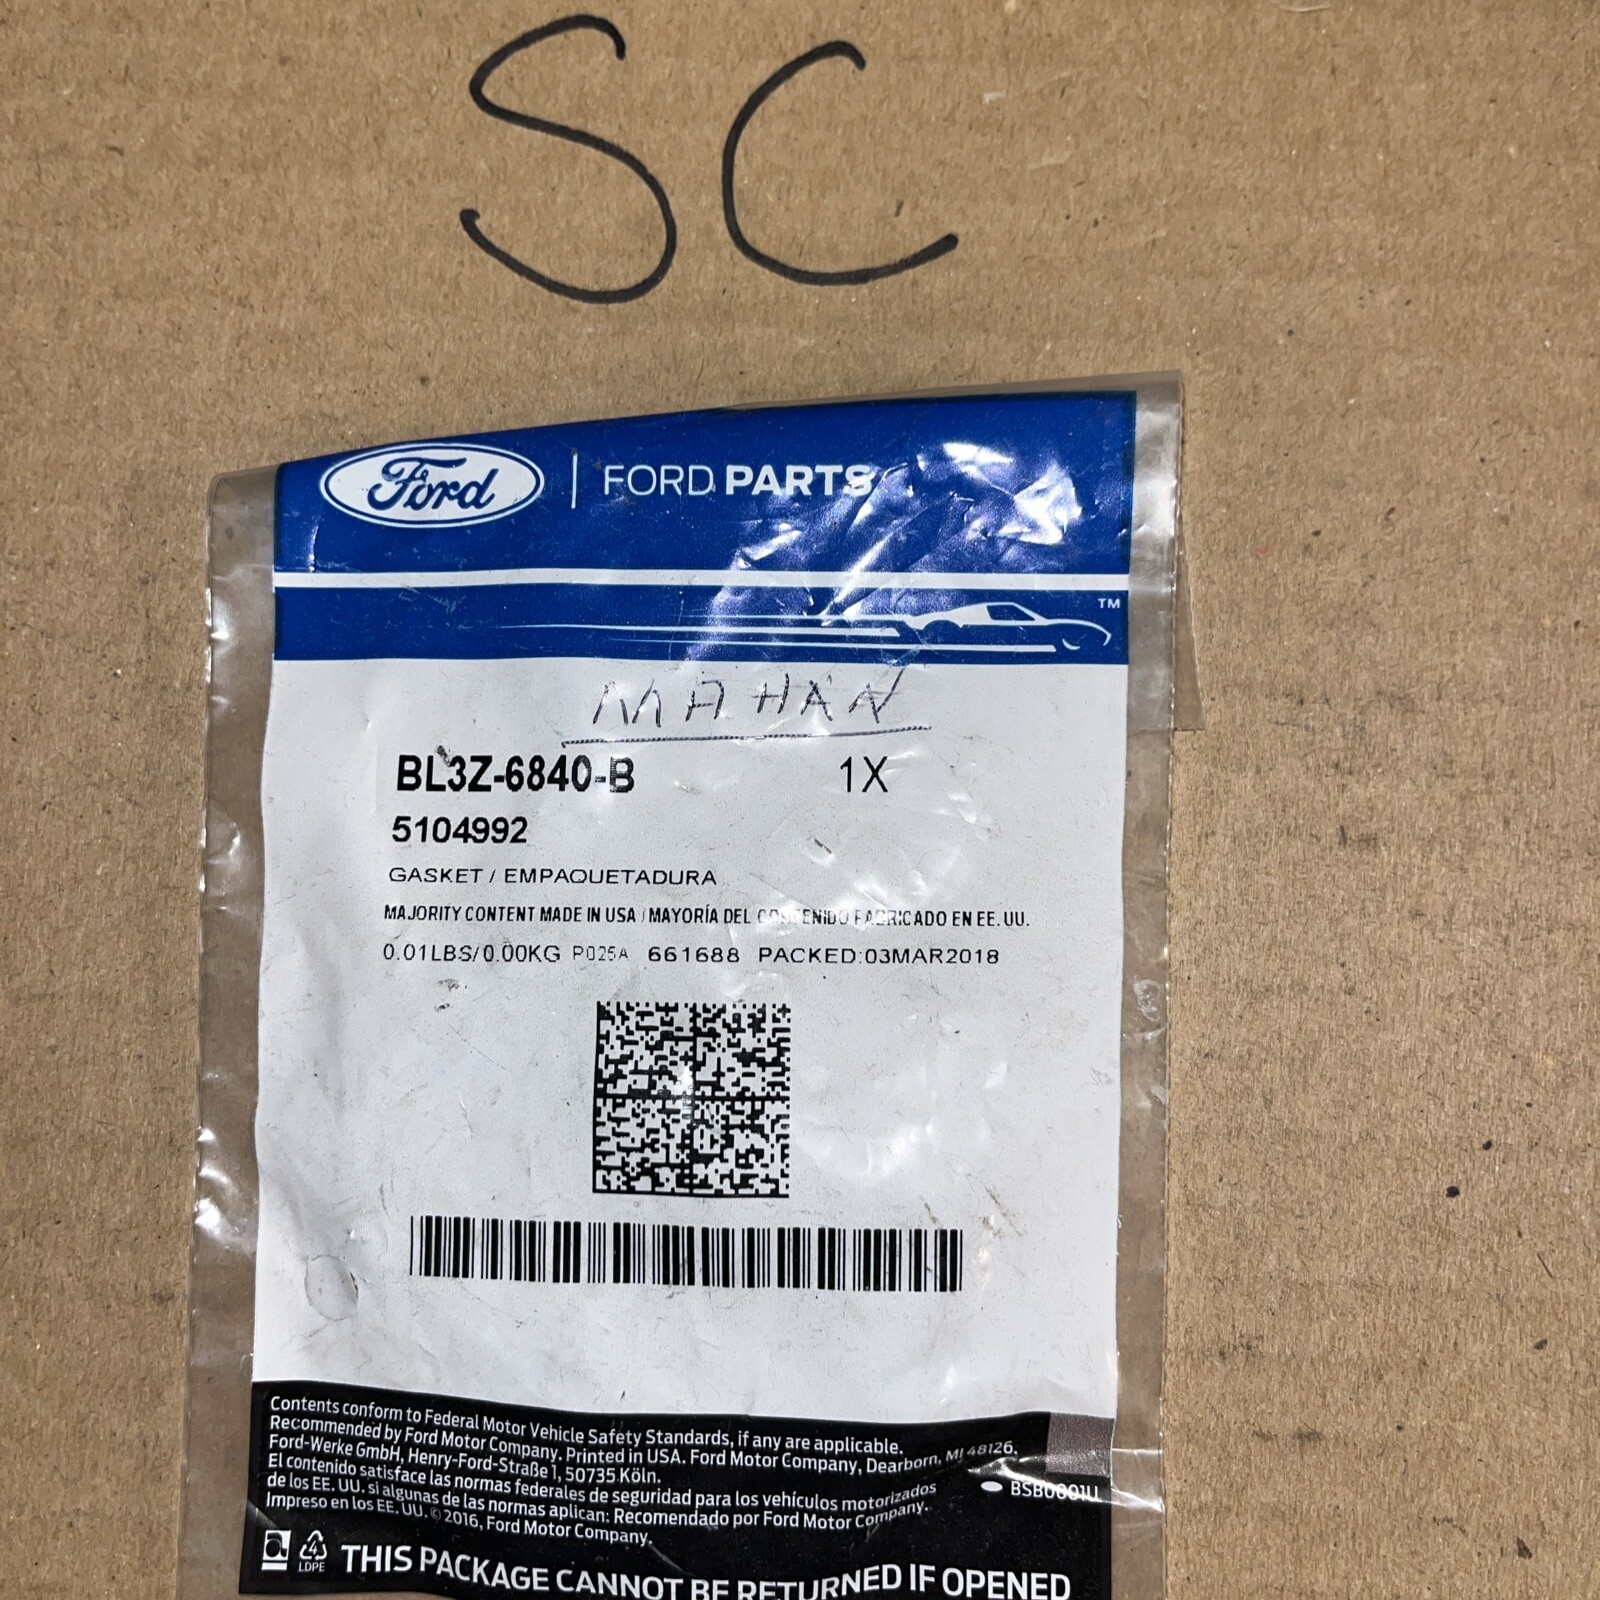 SC
Ford | FORD PARTS
TM
MAHAN
BL3Z-6840-B 1X
5104992
GASKET / EMPAQUETADURA
MAJORITY CONTENT MADE IN USA / MAYORÍA DEL CONTENIDO FABRICADO EN EE. UU.
0.01LBS/0.00KG P025A 661688 PACKED:03MAR2018
Contents conform to Federal Motor Vehicle Safety Standards, if any are applicable.
Recommended by Ford Motor Company. Printed in USA. Ford Motor Company, Dearborn, MI 48126.
Ford-Werke GmbH, Henry-Ford-Straße 1, 50735 Köln.
El contenido satisface las normas federales de seguridad para los vehículos motorizados
de los EE. UU. si algunas de las normas aplican: Recomendado por Ford Motor Company.
Impreso en los EE. UU. © 2016, Ford Motor Company.
BSB0001U
4
LDPE
THIS PACKAGE CANNOT BE RETURNED IF OPENED